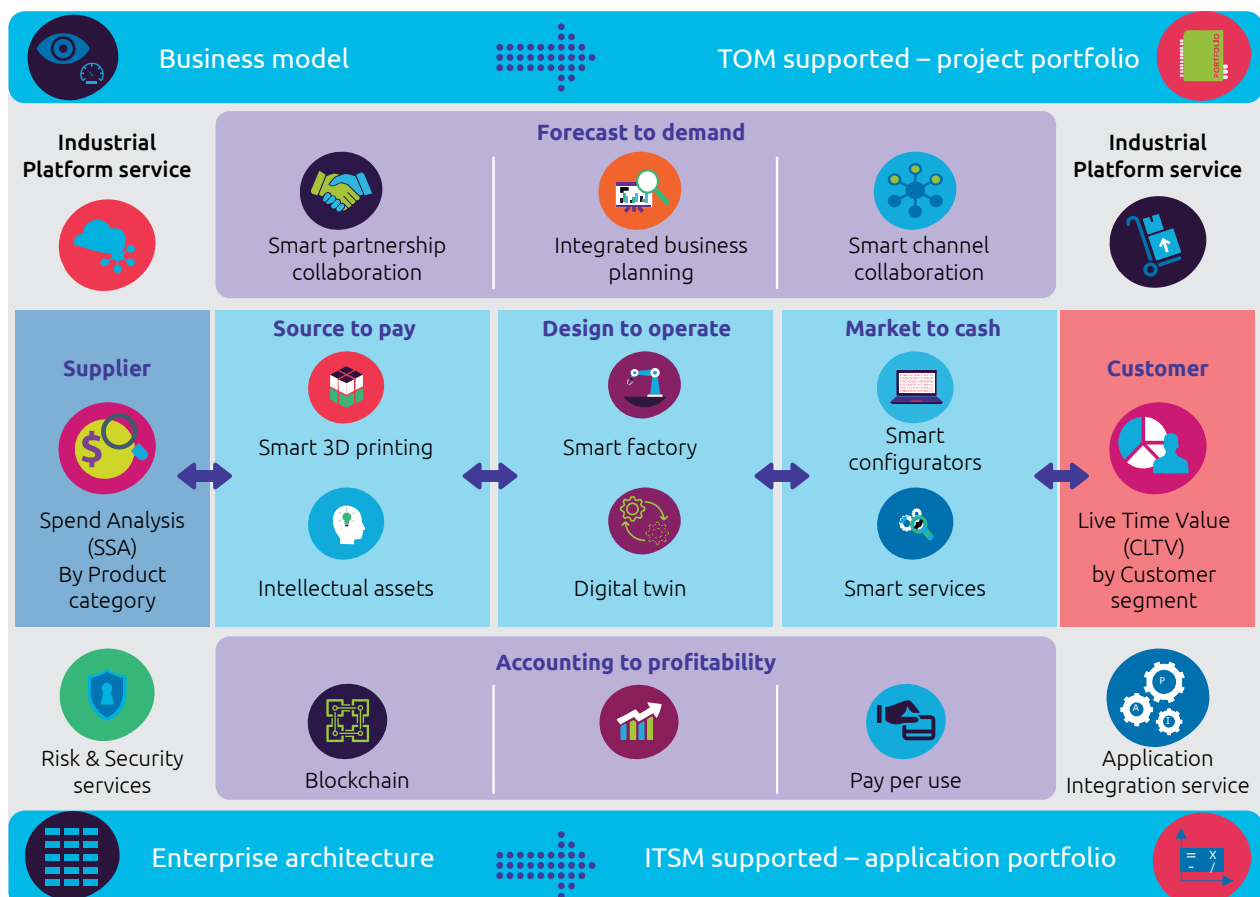 Business model
TOM supported – project portfolio
PORTFOLIO
Industrial
Platform service
Forecast to demand
Smart partnership
collaboration
Integrated business
planning
Smart channel
collaboration
Industrial
Platform service
Supplier
$
Spend Analysis
(SSA)
By Product
category
Source to pay
Smart 3D printing
Intellectual assets
Design to operate
Smart factory
Digital twin
Market to cash
Smart
configurators
Smart services
Customer
Live Time Value
(CLTV)
by Customer
segment
Risk & Security
services
Accounting to profitability
Blockchain
Pay per use
A P I
Application
Integration service
Enterprise architecture
ITSM supported – application portfolio
= x
- /